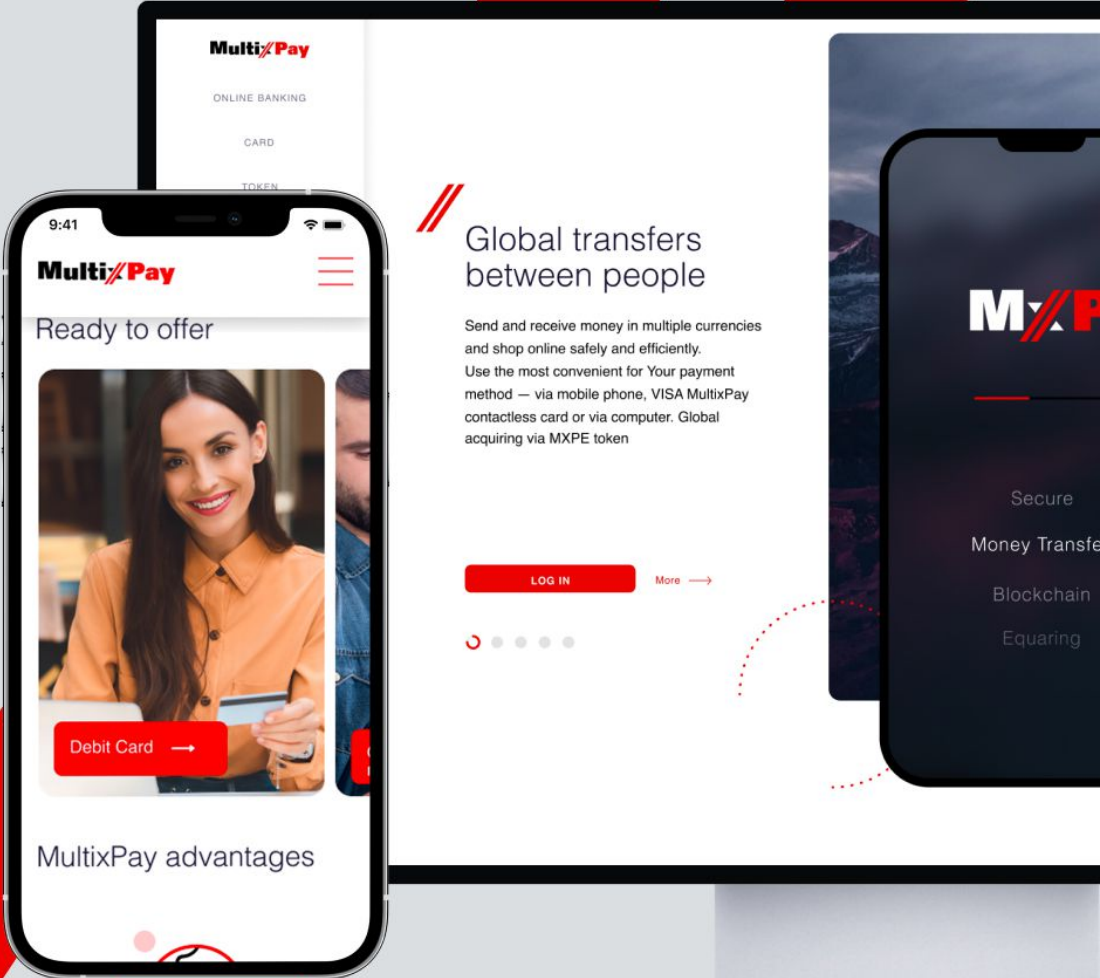 MultixPay
ONLINE BANKING
CARD
TOKEN
9:41
MultixPay
Ready to offer
Debit Card
MultixPay advantages
Global transfers
between people
Send and receive money in multiple currencies
and shop online safely and efficiently.
Use the most convenient for Your payment
method — via mobile phone, VISA MultixPay
contactless card or via computer. Global
acquiring via MXPE token
LOG IN
More
MxP
Secure
Money Transfe
Blockchain
Equaring